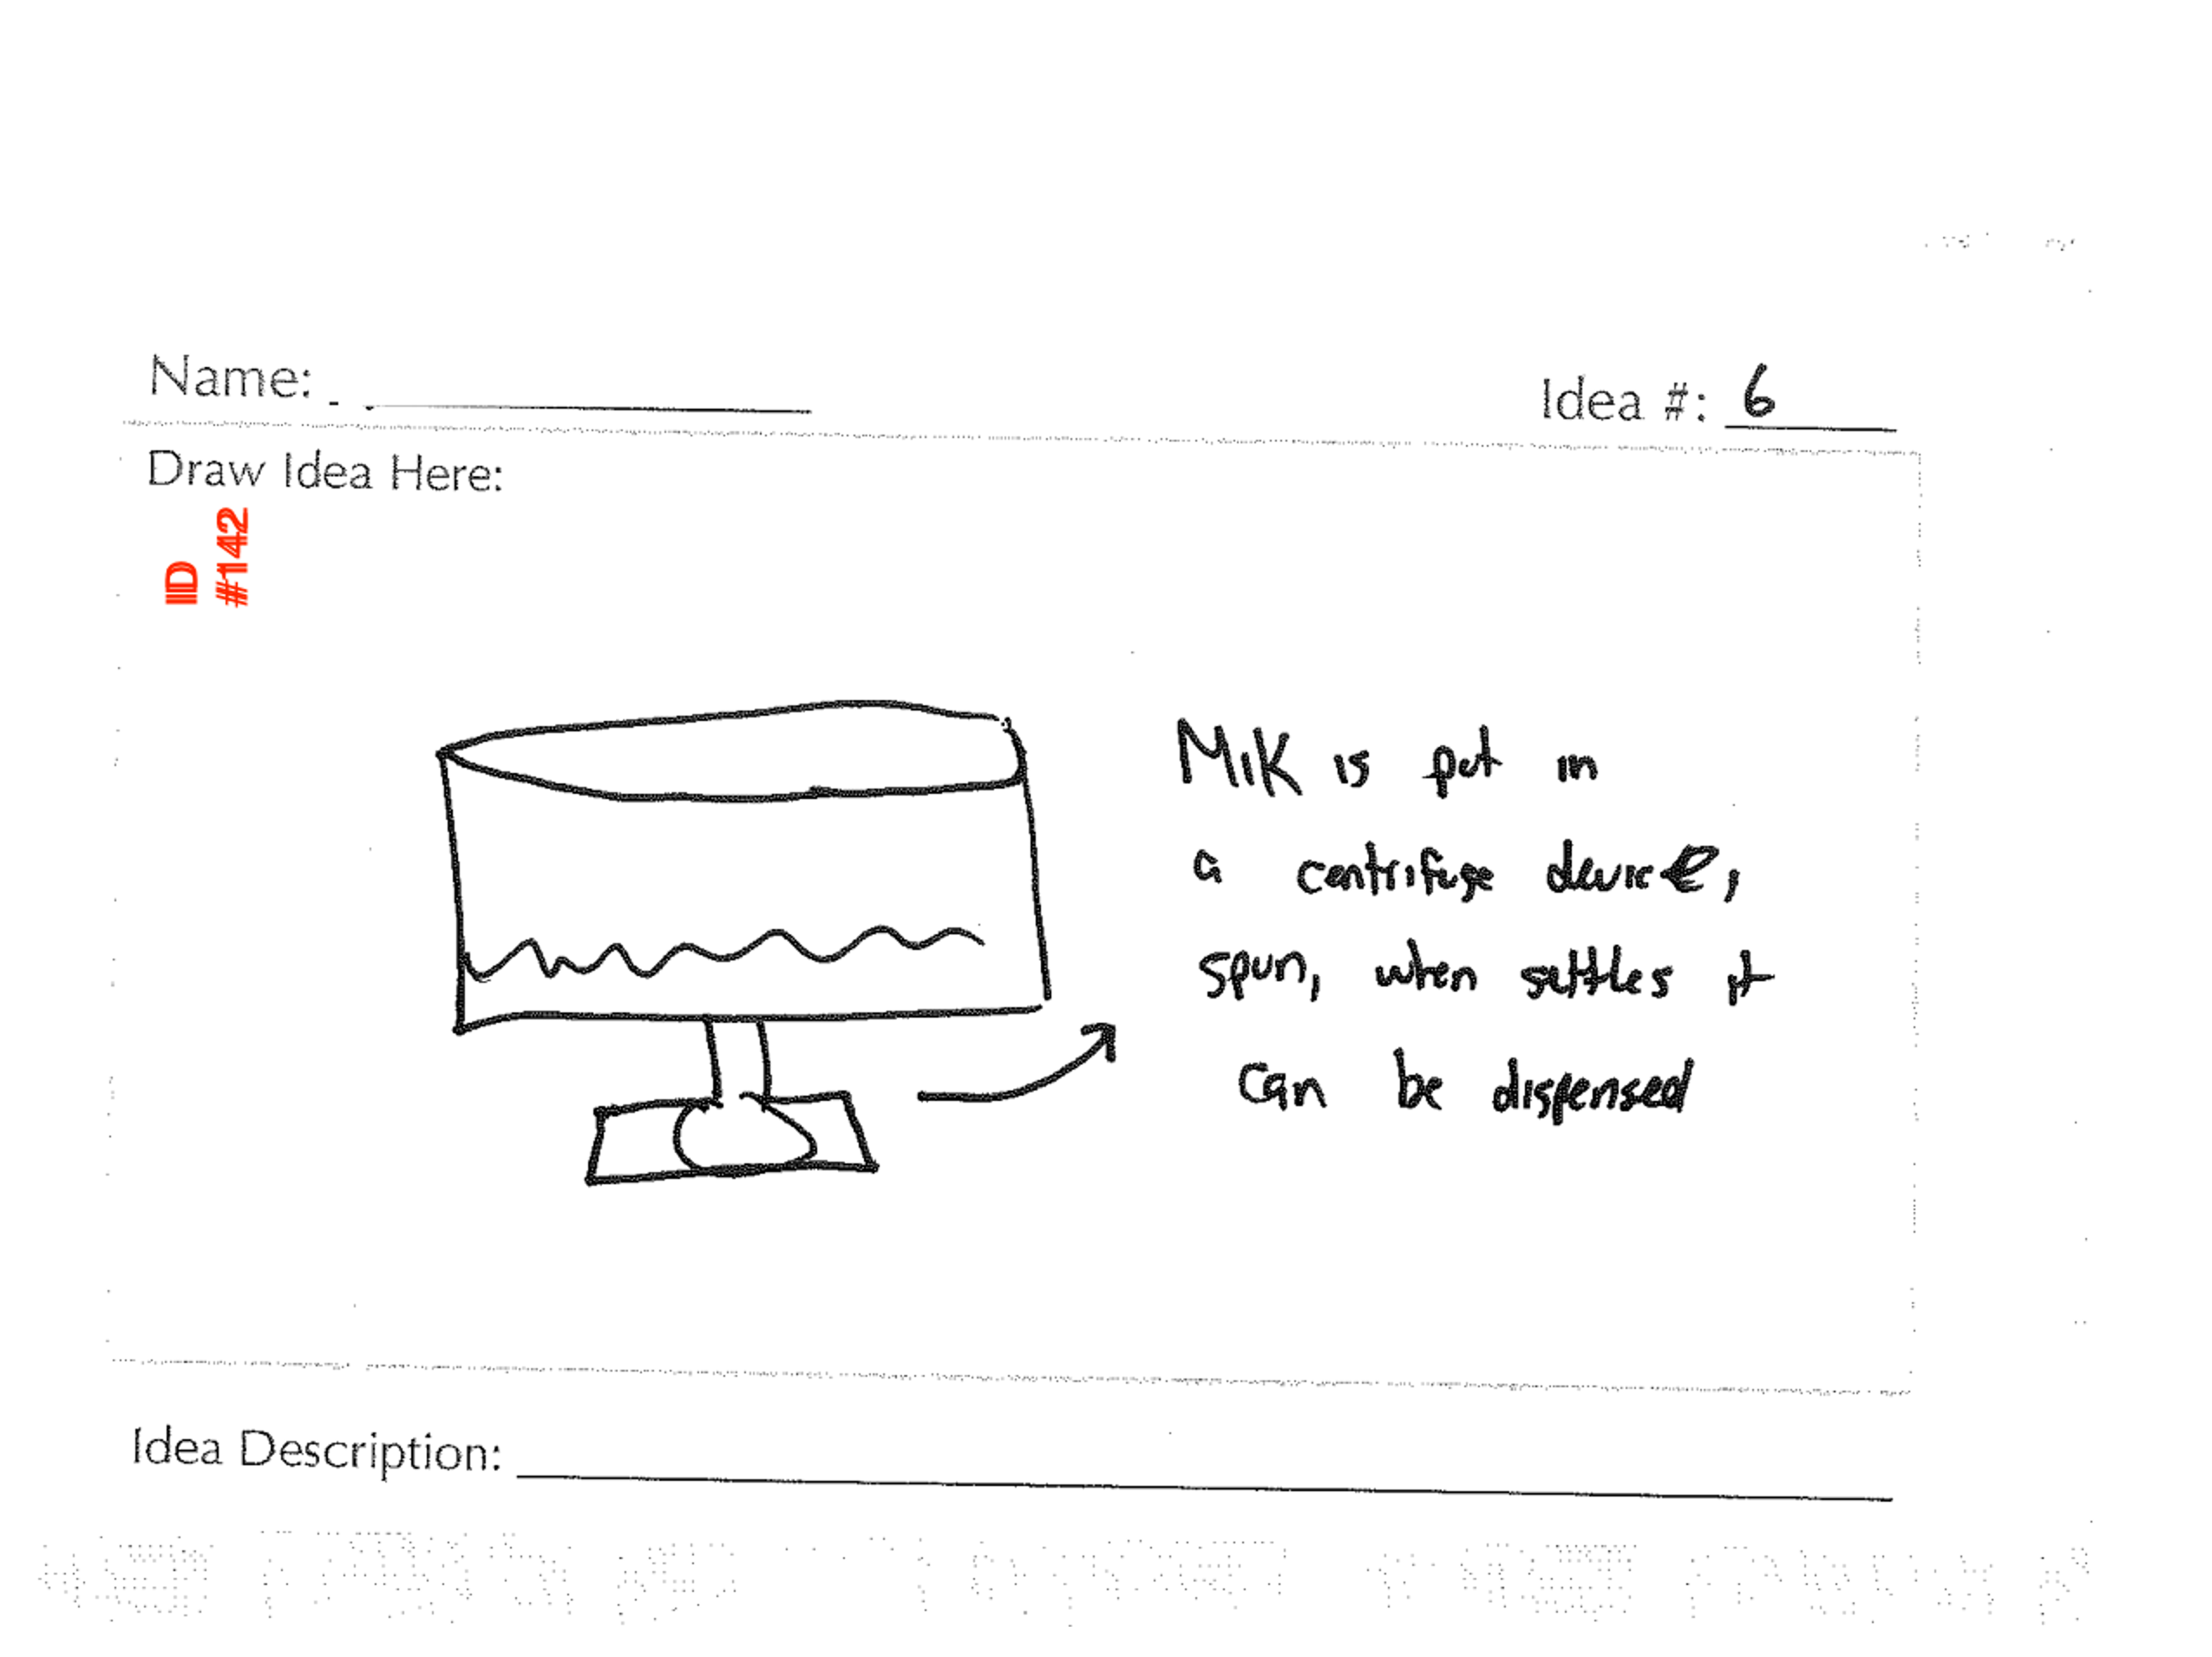 Name:
Idea #: 6
Draw Idea Here:
ID
#142
Milk is put in
a centrifuge device,
spun, when settles it
can be dispensed
Idea Description: